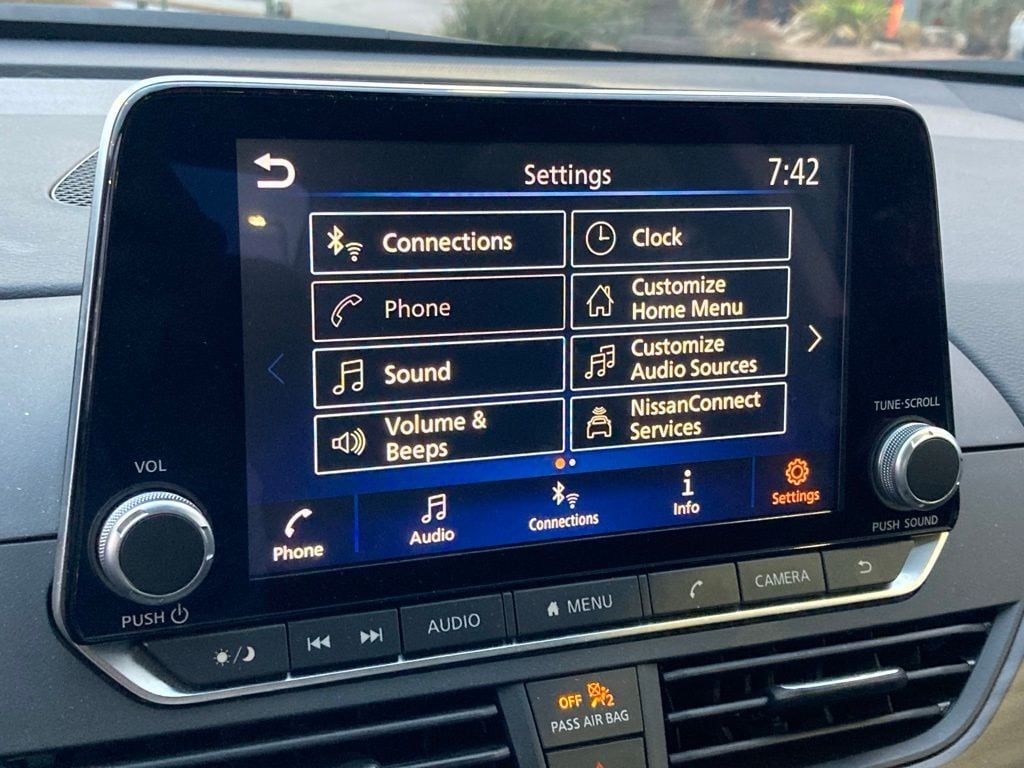 Settings
7:42
Connections
Clock
Phone
Customize
Home Menu
Sound
Customize
Audio Sources
Volume &
Beeps
NissanConnect
Services
Phone
Audio
Connections
Info
Settings
VOL
PUSH
TUNE·SCROLL
PUSH SOUND
AUDIO
MENU
CAMERA
OFF 2
PASS AIR BAG